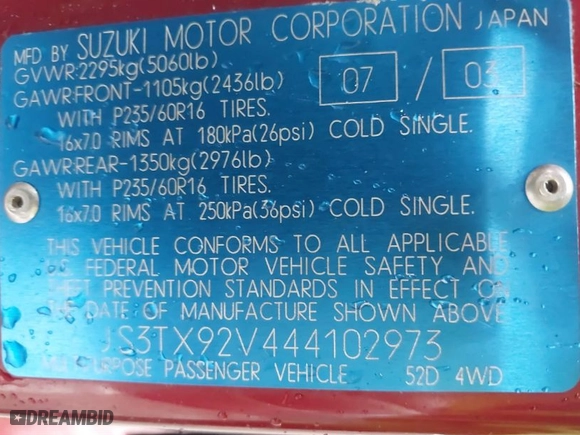 MFD BY SUZUKI MOTOR CORPORATION JAPAN
GVWR:2295kg(5060lb)
GAWR:FRONT-1105kg(2436lb) 07 / 03
WITH P235/60R16 TIRES.
16x7.0 RIMS AT 180kPa(26psi) COLD SINGLE.
GAWR:REAR-1350kg(2976lb)
WITH P235/60R16 TIRES.
16x7.0 RIMS AT 250kPa(36psi) COLD SINGLE.
THIS VEHICLE CONFORMS TO ALL APPLICABLE
U.S FEDERAL MOTOR VEHICLE SAFETY AND
THEFT PREVENTION STANDARDS IN EFFECT ON
THE DATE OF MANUFACTURE SHOWN ABOVE
JS3TX92V444102973
PURPOSE PASSENGER VEHICLE 52D 4WD
DREAMBID